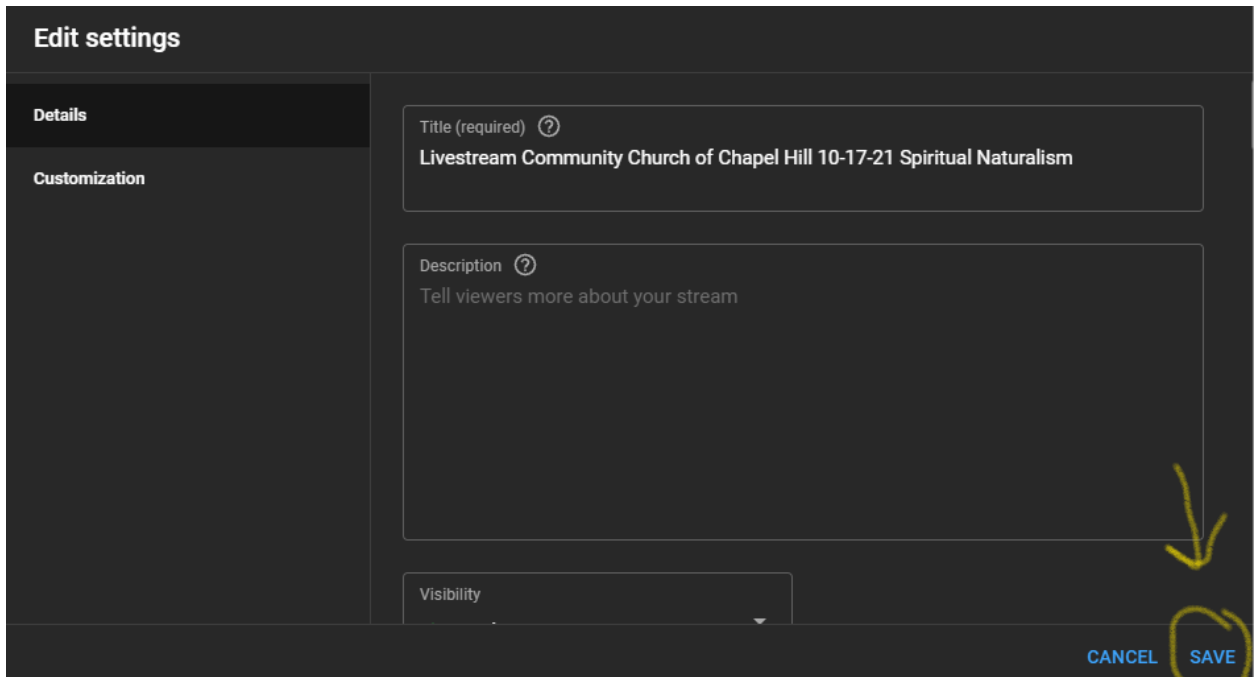 Edit settings
Details
Customization
Title (required) ?
Livestream Community Church of Chapel Hill 10-17-21 Spiritual Naturalism
Description ?
Tell viewers more about your stream
Visibility
CANCEL SAVE